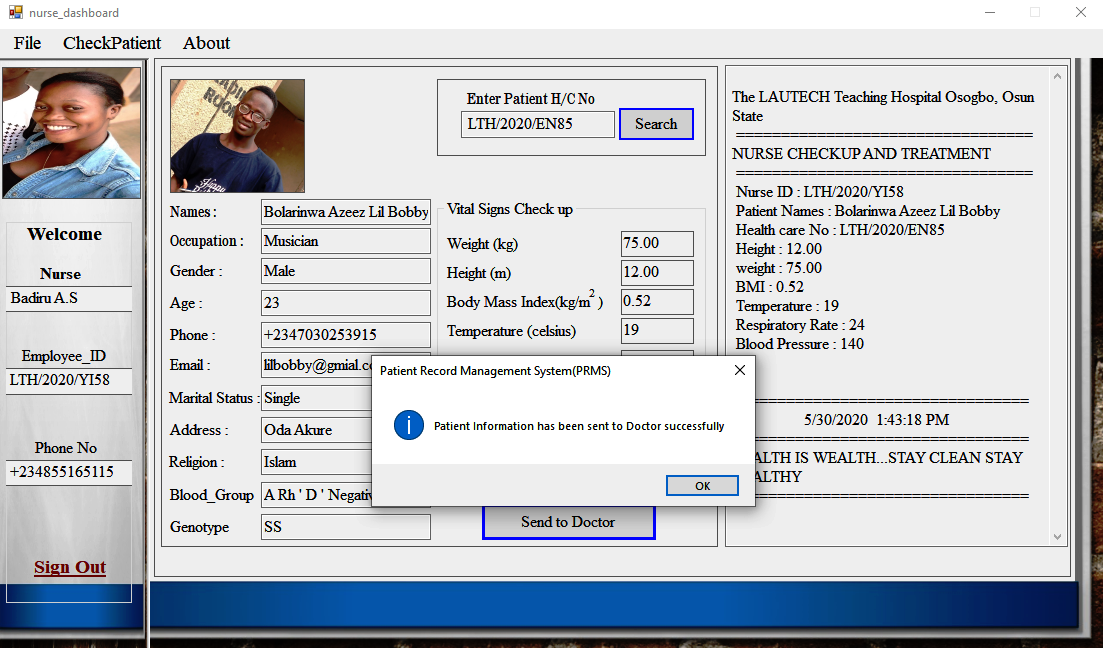 nurse_dashboard
File CheckPatient About
Enter Patient H/C No
LTH/2020/EN85 Search
Names : Bolarinwa Azeez Lil Bobby
Occupation : Musician
Gender : Male
Age : 23
Phone : +2347030253915
Email : lilbobby@gmial.co
Marital Status : Single
Address : Oda Akure
Religion : Islam
Blood_Group A Rh ' D ' Negativ
Genotype SS
Vital Signs Check up
Weight (kg) 75.00
Height (m) 12.00
Body Mass Index(kg/m2 ) 0.52
Temperature (celsius) 19
Send to Doctor
Welcome
Nurse
Badiru A.S
Employee_ID
LTH/2020/YI58
Phone No
+234855165115
Sign Out
Patient Record Management System(PRMS)
Patient Information has been sent to Doctor successfully
OK
The LAUTECH Teaching Hospital Osogbo, Osun
State
=================================
NURSE CHECKUP AND TREATMENT
=================================
Nurse ID : LTH/2020/YI58
Patient Names : Bolarinwa Azeez Lil Bobby
Health care No : LTH/2020/EN85
Height : 12.00
weight : 75.00
BMI : 0.52
Temperature : 19
Respiratory Rate : 24
Blood Pressure : 140
===============================
5/30/2020 1:43:18 PM
===============================
ALTH IS WEALTH...STAY CLEAN STAY
ALTHY
===============================